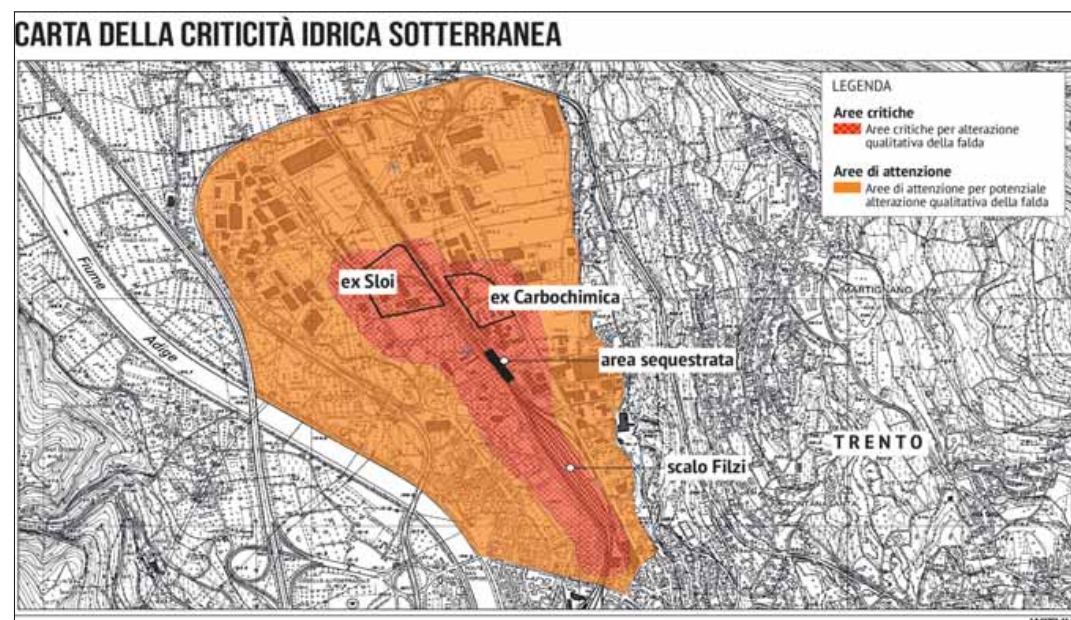 CARTA DELLA CRITICITÀ IDRICA SOTTERRANEA
LEGENDA
Aree critiche
Aree critiche per alterazione
qualitativa della falda
Aree di attenzione
Aree di attenzione per potenziale
alterazione qualitativa della falda
Fiume
Adige
ex Sloi
ex Carbochimica
MARTIGNANO
area sequestrata
TRENTO
scalo Filzi